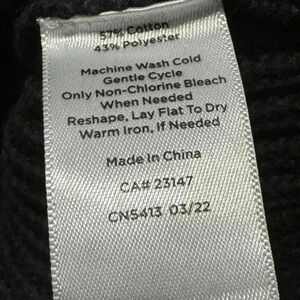 57% Cotton
43% Polyester
Machine Wash Cold
Gentle Cycle
Only Non-Chlorine Bleach
When Needed
Reshape, Lay Flat To Dry
Warm Iron, If Needed
Made In China
CA# 23147
CN5413 03/22